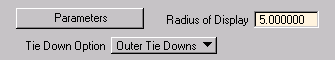 Parameters Radius of Display 5.000000
Tie Down Option Outer Tie Downs